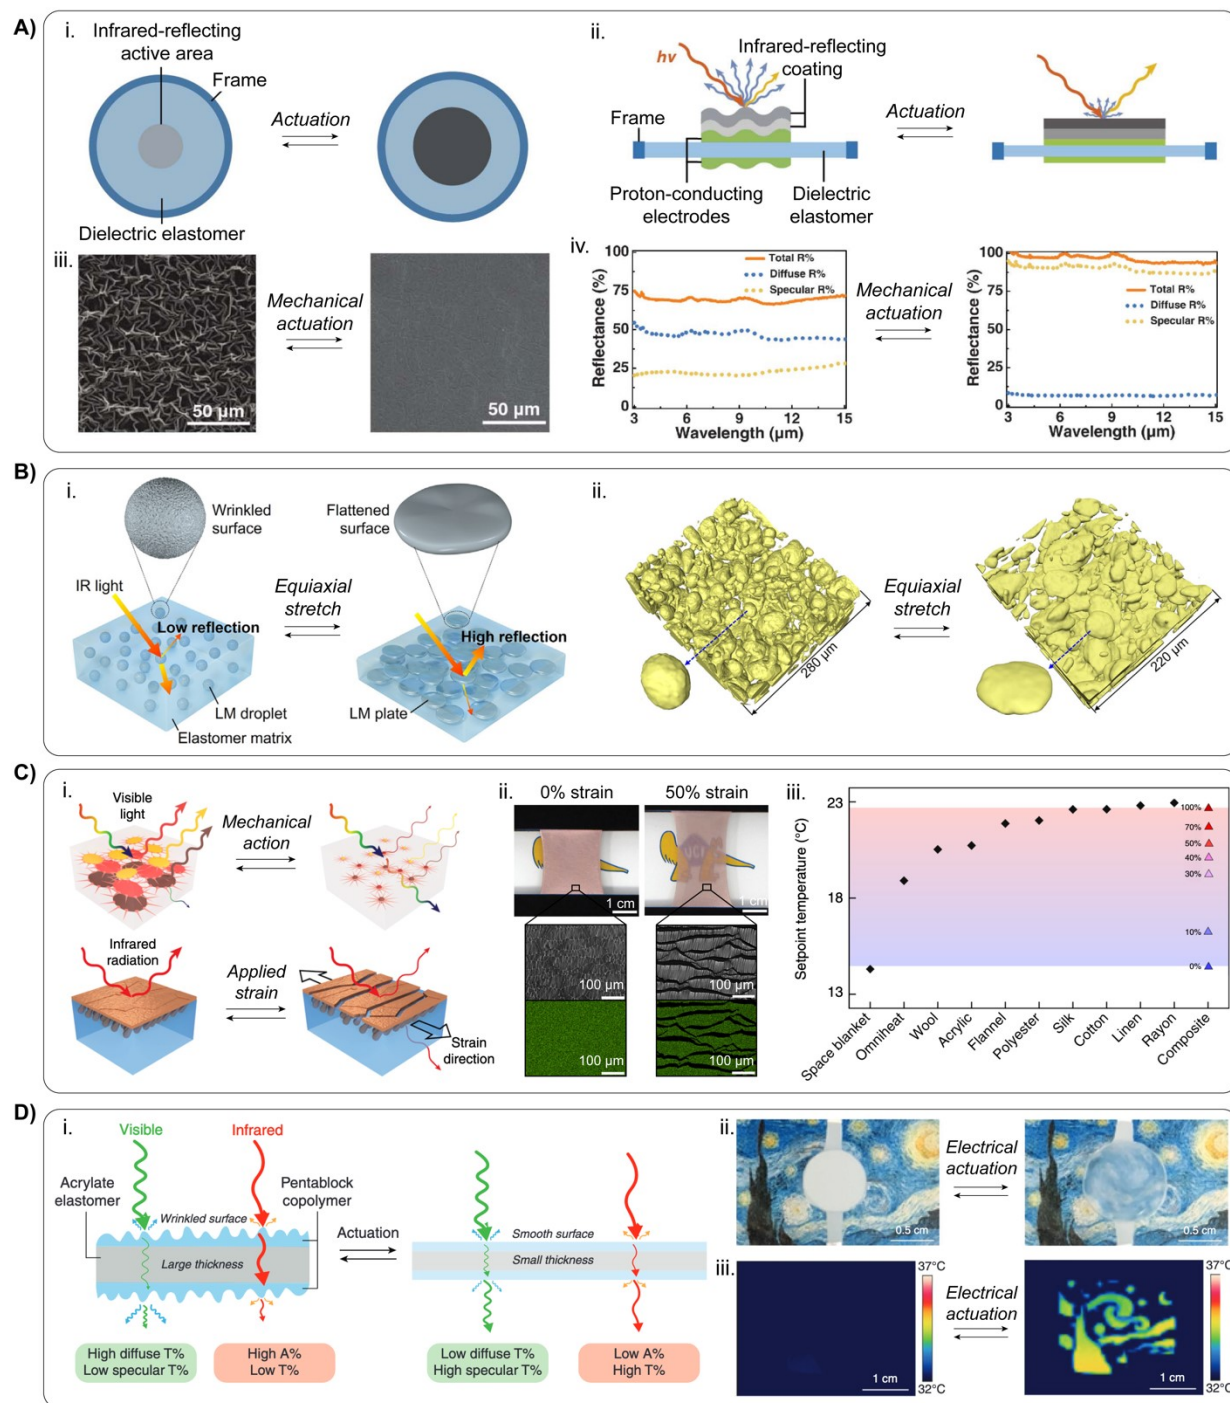 A)
i.
Infrared-reflecting
active area
Frame
Actuation
Dielectric elastomer
ii.
hv
Infrared-reflecting
coating
Frame
Actuation
Proton-conducting
electrodes
Dielectric
elastomer
iii.
50 µm
Mechanical
actuation
50 µm
iv.
100
75
50
25
0
Reflectance (%)
Total R%
Diffuse R%
Specular R%
3 6 9 12 15
Wavelength (µm)
Mechanical
actuation
100
75
50
25
0
Reflectance (%)
Total R%
Diffuse R%
Specular R%
3 6 9 12 15
Wavelength (µm)
B)
i.
Wrinkled
surface
Flattened
surface
IR light
Low reflection
Equiaxial
stretch
High reflection
LM droplet
Elastomer matrix
LM plate
ii.
280 µm
Equiaxial
stretch
220 µm
C)
i.
Visible
light
Mechanical
action
Infrared
radiation
Applied
strain
Strain
direction
ii.
0% strain
50% strain
1 cm
UCI
1 cm
100 µm
100 µm
100 µm
100 µm
iii.
23
18
13
Setpoint temperature (°C)
100%
70%
50%
40%
30%
10%
0%
Space blanket
Omniheat
Wool
Acrylic
Flannel
Polyester
Silk
Cotton
Linen
Rayon
Composite
D)
i.
Visible
Infrared
Acrylate
elastomer
Pentablock
copolymer
Wrinkled surface
Large thickness
Actuation
Smooth surface
Small thickness
High diffuse T%
Low specular T%
High A%
Low T%
Low diffuse T%
High specular T%
Low A%
High T%
ii.
0.5 cm
Electrical
actuation
0.5 cm
iii.
1 cm
37°C
32°C
Electrical
actuation
1 cm
37°C
32°C